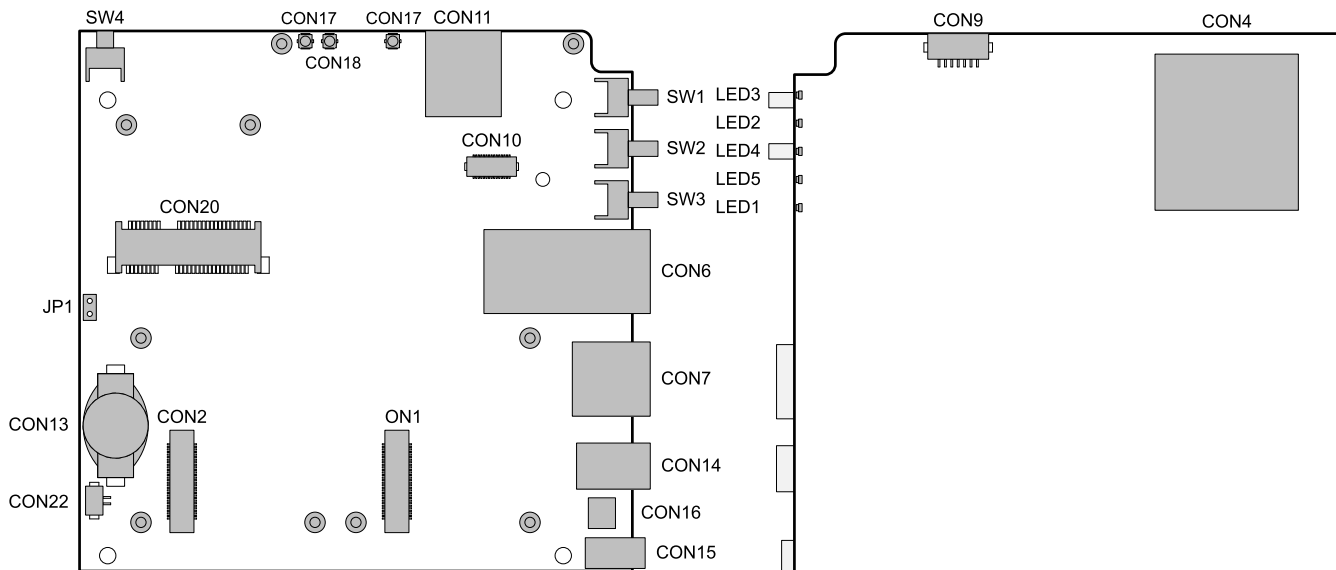 SW4
CON17
CON17
CON11
CON18
CON9
CON4
SW1
LED3
LED2
CON10
SW2
LED4
LED5
SW3
LED1
CON20
CON6
JP1
CON7
CON13
CON2
ON1
CON14
CON22
CON16
CON15